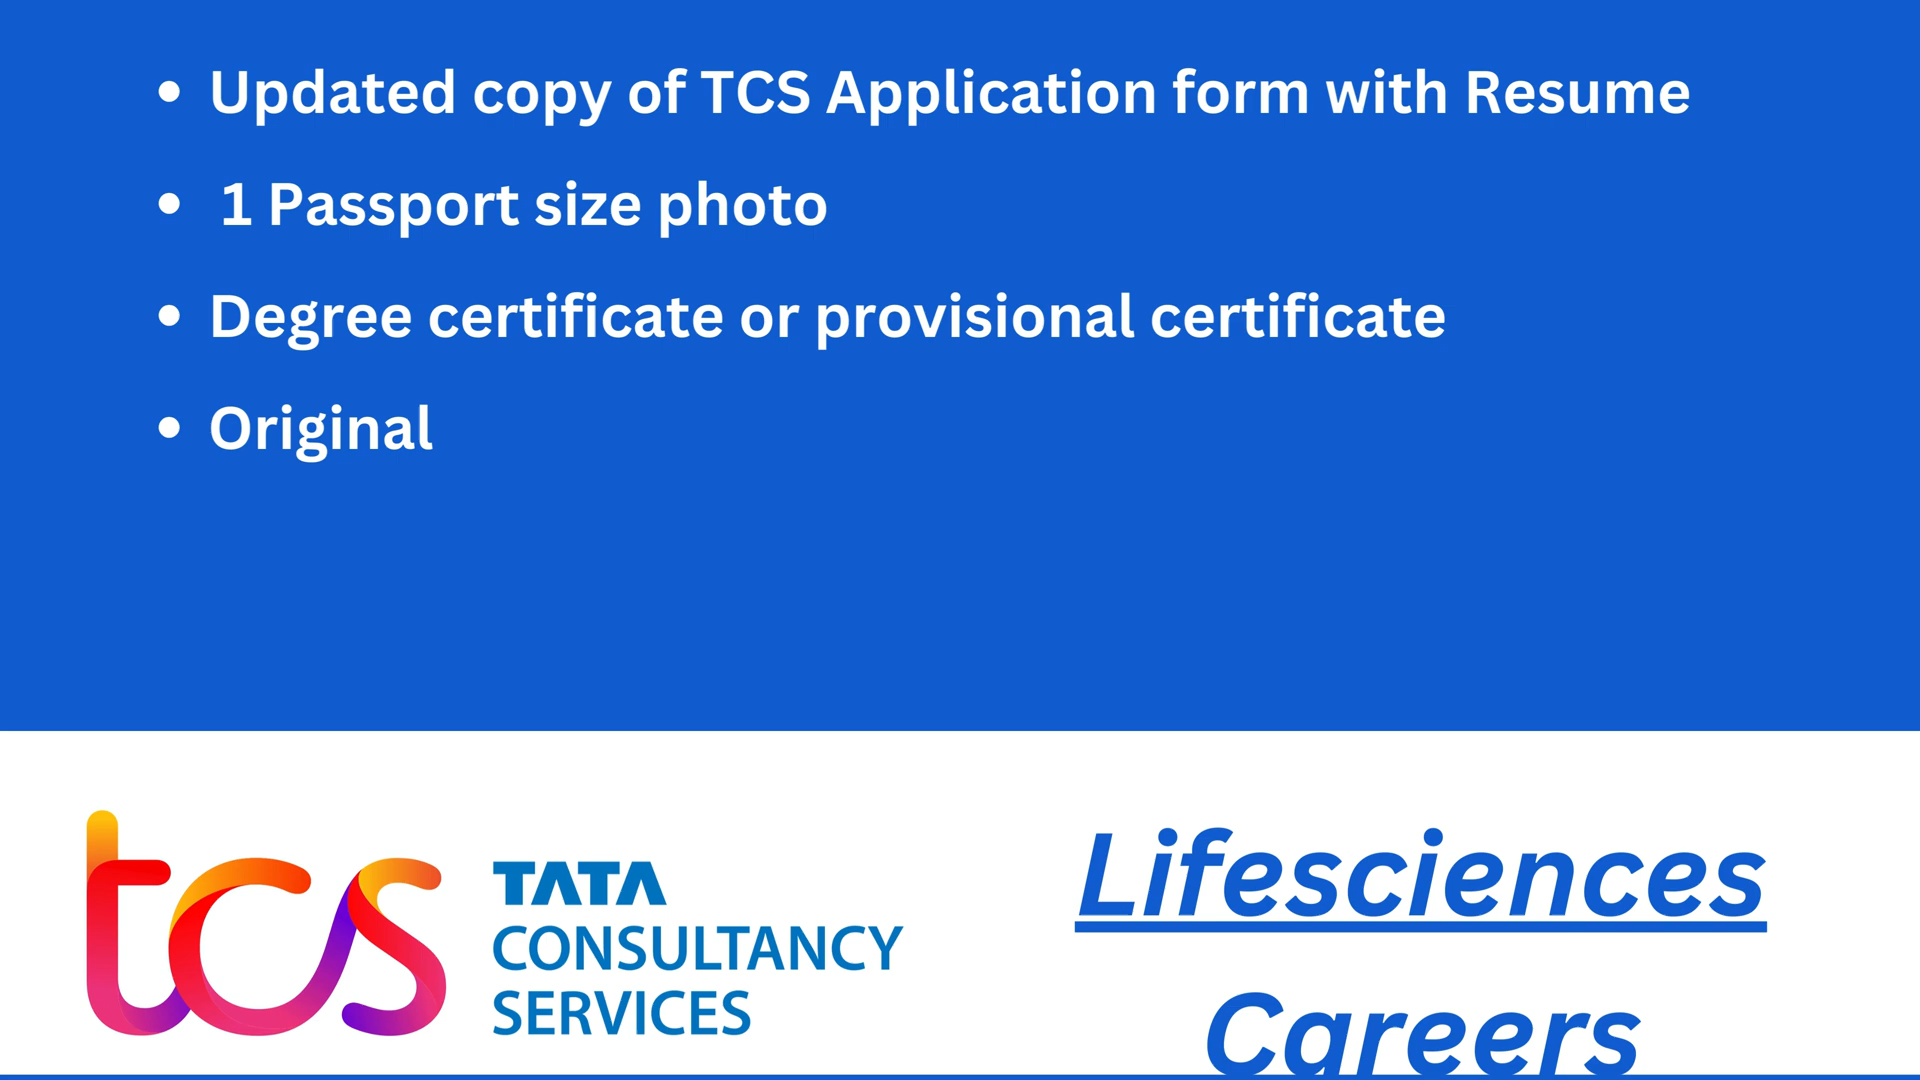 • Updated copy of TCS Application form with Resume
• 1 Passport size photo
• Degree certificate or provisional certificate
• Original
tcs
TATA
CONSULTANCY
SERVICES
Lifesciences
Careers